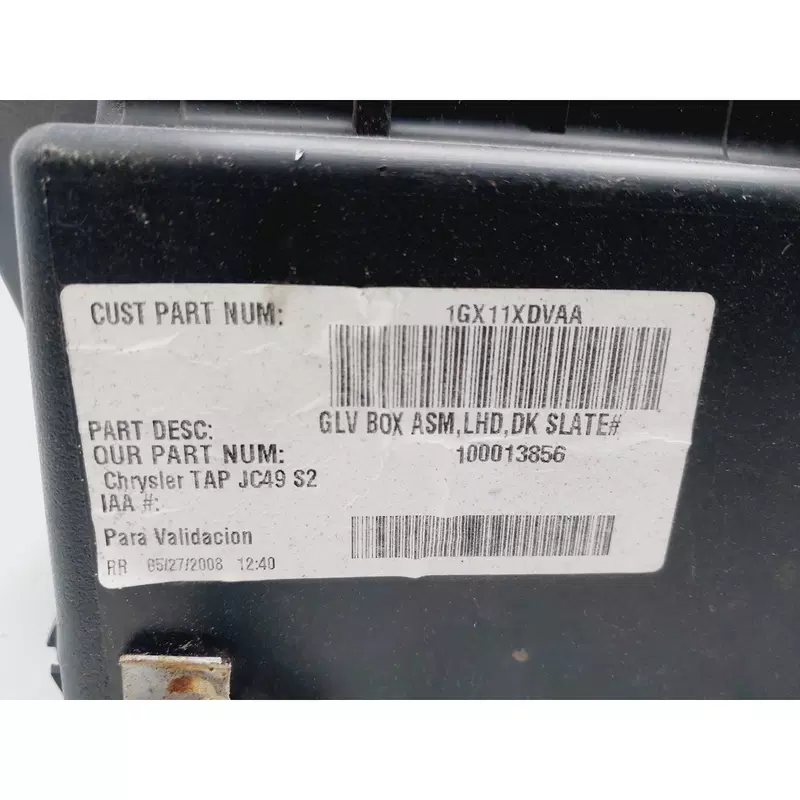 CUST PART NUM: 1GX11XDVAA
PART DESC: GLV BOX ASM,LHD,DK SLATE#
OUR PART NUM: 100013856
Chrysler TAP JC49 S2
IAA #:
Para Validacion
RR 05/27/2008 12:40